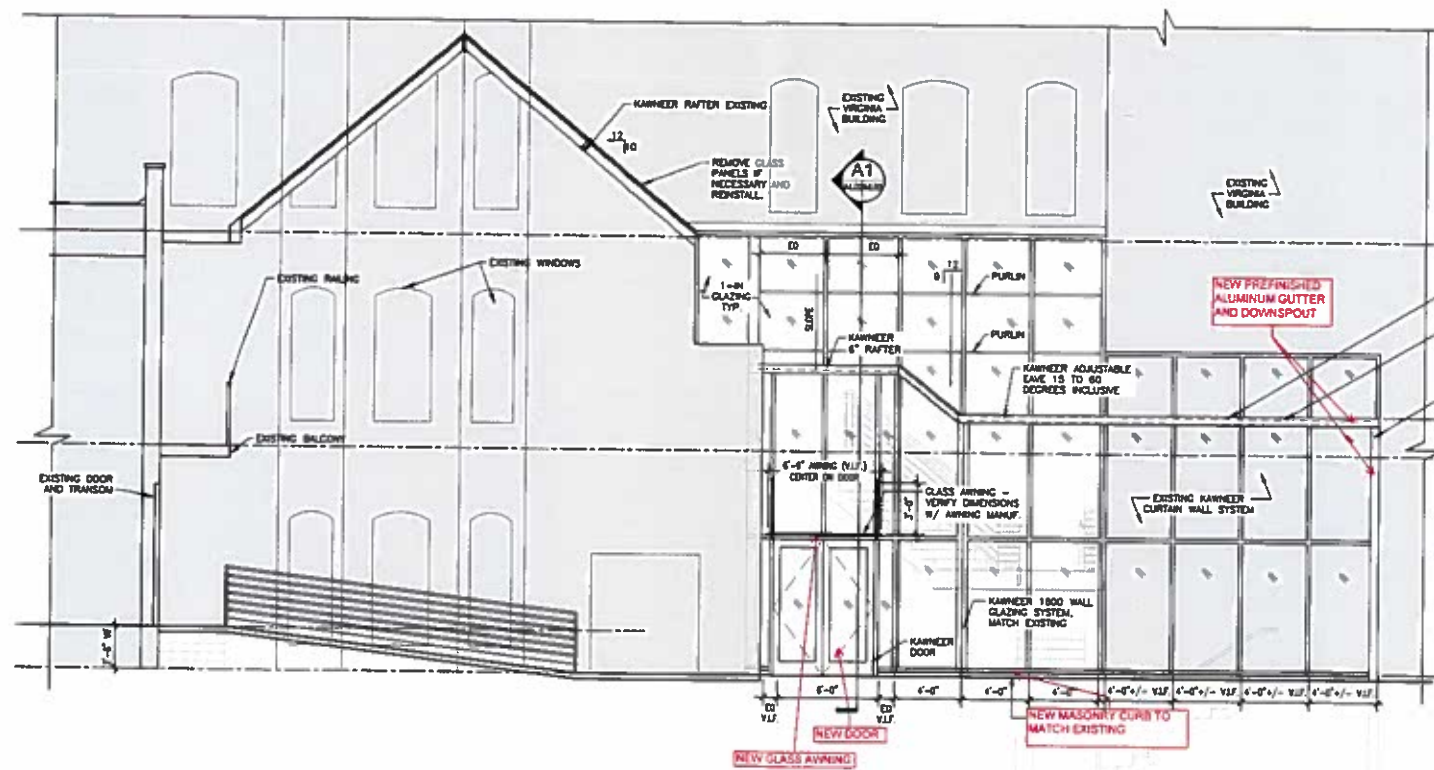 KAWNEER RAFTER EXISTING
12
10
EXISTING
VIRGINIA
BUILDING
REMOVE GLASS
PANELS IF
NECESSARY AND
REINSTALL.
A1
EXISTING
VIRGINIA
BUILDING
EXISTING RAILING
EXISTING WINDOWS
EQ
EQ
12
PURLIN
1-IN
GLAZING
TYP.
SLOPE
PURLIN
KAWNEER
6" RAFTER
NEW PREFINISHED
ALUMINUM GUTTER
AND DOWNSPOUT
KAWNEER ADJUSTABLE
EAVE 15 TO 60
DEGREES INCLUSIVE
EXISTING BALCONY
EXISTING DOOR
AND TRANSOM
AWNING (V.I.F.)
CENTER ON DOOR
GLASS AWNING –
VERIFY DIMENSIONS
W/ AWNING MANUF.
EXISTING KAWNEER
CURTAIN WALL SYSTEM
KAWNEER 1600 WALL
GLAZING SYSTEM,
MATCH EXISTING
KAWNEER
DOOR
EQ
V.I.F.
6'-0"
EQ
V.I.F.
4'-0"
4'-0"
4'-0"
4'-0"+/- V.I.F.
4'-0"+/- V.I.F.
4'-0"+/- V.I.F.
4'-0"+/- V.I.F.
NEW MASONRY CURB TO
MATCH EXISTING
NEW DOOR
NEW GLASS AWNING